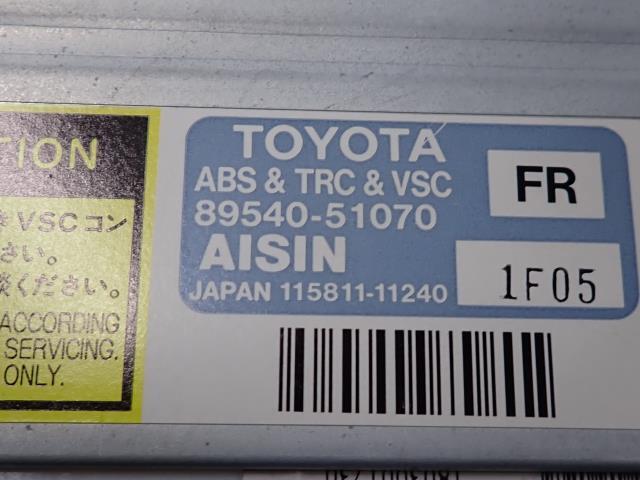 TION
VSCコン
さい。
ください。
ACCORDING
SERVICING.
ONLY.
TOYOTA
ABS & TRC & VSC
FR
89540-51070
AISIN
JAPAN 115811-11240
1F05